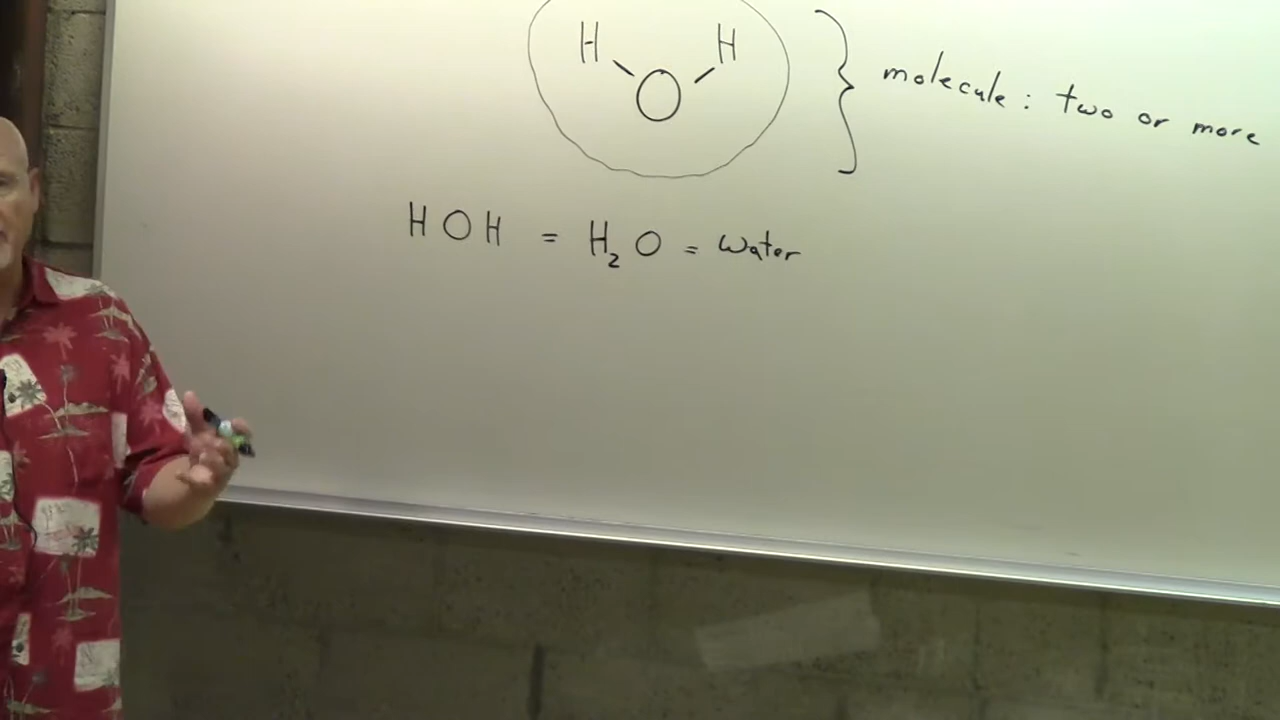 H H
O
molecule: two or more
HOH = H₂O = water